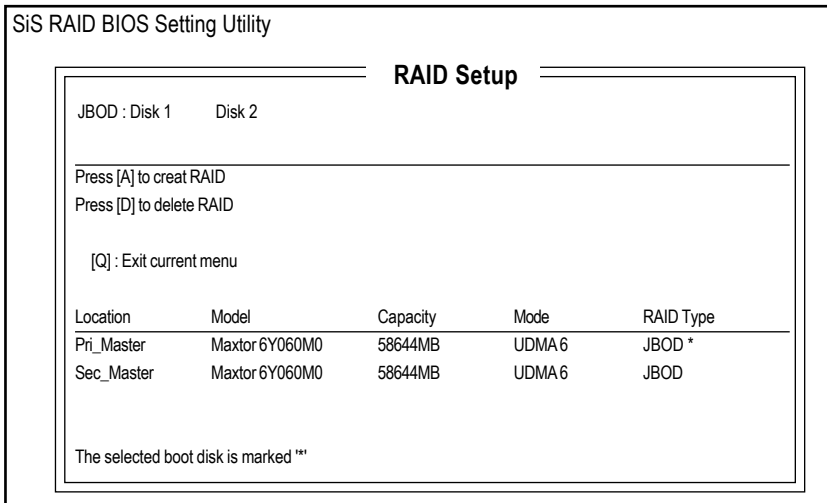 SiS RAID BIOS Setting Utility
RAID Setup
JBOD : Disk 1 Disk 2
Press [A] to creat RAID
Press [D] to delete RAID
[Q] : Exit current menu
Location Model Capacity Mode RAID Type
Pri_Master Maxtor 6Y060M0 58644MB UDMA 6 JBOD *
Sec_Master Maxtor 6Y060M0 58644MB UDMA 6 JBOD
The selected boot disk is marked '*'